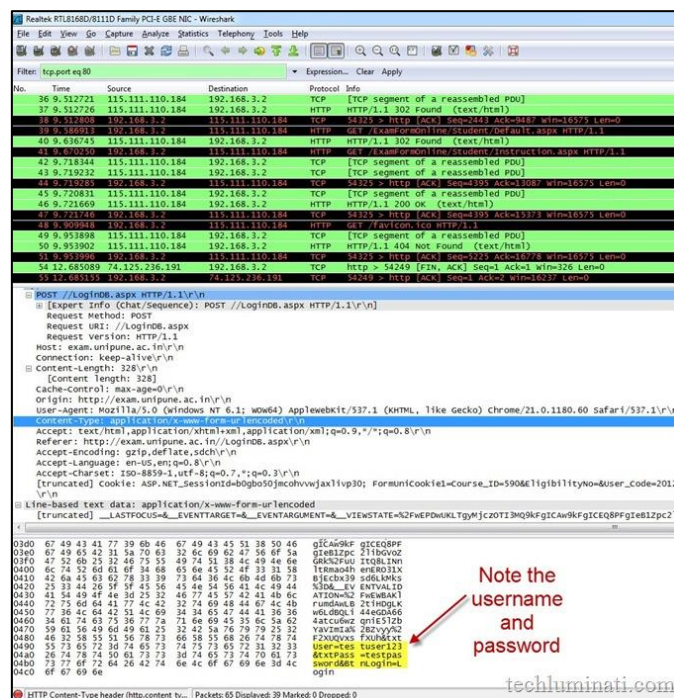 Realtek RTL8168D/8111D Family PCI-E GBE NIC - Wireshark
File Edit View Go Capture Analyze Statistics Telephony Tools Help
Filter: tcp.port eq 80 Expression... Clear Apply
No. Time Source Destination Protocol Info
36 9.512721 115.111.110.184 192.168.3.2 TCP [TCP segment of a reassembled PDU]
37 9.512726 115.111.110.184 192.168.3.2 HTTP HTTP/1.1 302 Found (text/html)
38 9.512808 192.168.3.2 115.111.110.184 TCP 54325 > http [ACK] Seq=2443 Ack=9487 Win=16575 Len=0
39 9.586913 192.168.3.2 115.111.110.184 HTTP GET /ExamFormOnline/Student/Default.aspx HTTP/1.1
40 9.636745 115.111.110.184 192.168.3.2 HTTP HTTP/1.1 302 Found (text/html)
41 9.670250 192.168.3.2 115.111.110.184 HTTP GET /ExamFormOnline/Student/Instruction.aspx HTTP/1.1
42 9.718344 115.111.110.184 192.168.3.2 TCP [TCP segment of a reassembled PDU]
43 9.719232 115.111.110.184 192.168.3.2 TCP [TCP segment of a reassembled PDU]
44 9.719285 192.168.3.2 115.111.110.184 TCP 54325 > http [ACK] Seq=4395 Ack=13087 Win=16575 Len=0
45 9.720831 115.111.110.184 192.168.3.2 TCP [TCP segment of a reassembled PDU]
46 9.721669 115.111.110.184 192.168.3.2 HTTP HTTP/1.1 200 OK (text/html)
47 9.721746 192.168.3.2 115.111.110.184 TCP 54325 > http [ACK] Seq=4395 Ack=15373 Win=16575 Len=0
48 9.909948 192.168.3.2 115.111.110.184 HTTP GET /favicon.ico HTTP/1.1
49 9.953898 115.111.110.184 192.168.3.2 TCP [TCP segment of a reassembled PDU]
50 9.953902 115.111.110.184 192.168.3.2 HTTP HTTP/1.1 404 Not Found (text/html)
51 9.953996 192.168.3.2 115.111.110.184 TCP 54325 > http [ACK] Seq=5225 Ack=16778 Win=16575 Len=0
54 12.685089 74.125.236.191 192.168.3.2 TCP http > 54249 [FIN, ACK] Seq=1 Ack=1 Win=326 Len=0
55 12.685155 192.168.3.2 74.125.236.191 TCP 54249 > http [ACK] Seq=1 Ack=2 Win=16237 Len=0
POST //LoginDB.aspx HTTP/1.1\r\n
[Expert Info (Chat/Sequence): POST //LoginDB.aspx HTTP/1.1\r\n]
Request Method: POST
Request URI: //LoginDB.aspx
Request Version: HTTP/1.1
Host: exam.unipune.ac.in\r\n
Connection: keep-alive\r\n
Content-Length: 328\r\n
[Content length: 328]
Cache-Control: max-age=0\r\n
Origin: http://exam.unipune.ac.in\r\n
User-Agent: Mozilla/5.0 (Windows NT 6.1; WOW64) AppleWebKit/537.1 (KHTML, like Gecko) Chrome/21.0.1180.60 Safari/537.1\r\n
Content-Type: application/x-www-form-urlencoded\r\n
Accept: text/html,application/xhtml+xml,application/xml;q=0.9,*/*;q=0.8\r\n
Referer: http://exam.unipune.ac.in//LoginDB.aspx\r\n
Accept-Encoding: gzip,deflate,sdch\r\n
Accept-Language: en-US,en;q=0.8\r\n
Accept-Charset: ISO-8859-1,utf-8;q=0.7,*;q=0.3\r\n
[truncated] Cookie:
\r\n
Line-based text data: application/x-www-form-urlencoded
[truncated] __LASTFOCUS=&__EVENTTARGET=&__EVENTARGUMENT=&
03d0
03e0
03f0
0400
0410
0420
0430
0440
0450
0460
0470
0480
0490 User=tes tuser123
04a0 &txtPass =testpas
04b0 sword&Bt nLogin=L
04c0 6f 67 69 6e ogin
Note the
username
and
password
techluminati.com
HTTP Content-Type header (http.content_ty... Packets: 65 Displayed: 39 Marked: 0 Dropped: 0